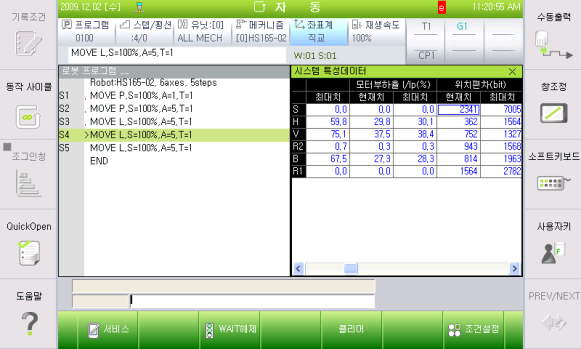 기록조건
2009,12,02 [+]
자 동
e
11:20:55 AM
수동출력
프로그램
0100
스텝/평션
:4/0
유닛:[0]
ALL MECH
메커니즘
[0]HS165-02
좌표계
직교
재생속도
100%
T1
G1
MOVE L,S=100%,A=5,T=1
W:01 S:01
CP1
동작 사이클
로봇 프로그램 ...
Robot:HS165-02, 6axes, 5steps
S1 , MOVE P,S=100%,A=1,T=1
S2 , MOVE P,S=100%,A=5,T=1
S3 , MOVE L,S=100%,A=5,T=1
S4 >MOVE L,S=100%,A=5,T=1
S5 MOVE L,S=100%,A=5,T=1
END
시스템 특성데이터
모터부하율 I/Ip(%) 위치편차(bit)
최대치 현재치 최대치 현재치 최대치
S 0,0 0,0 0,0 2341 7005
H 59,8 29,8 30,1 362 1564
V 75,1 37,5 38,4 752 1327
R2 0,7 0,3 0,3 943 1568
B 67,5 27,3 28,3 814 1963
R1 0,0 0,0 0,0 1564 2782
창조정
조그인칭
소프트키보드
QuickOpen
사용자키
도움말
PREV/NEXT
서비스
WAIT해제
클리어
조건설정